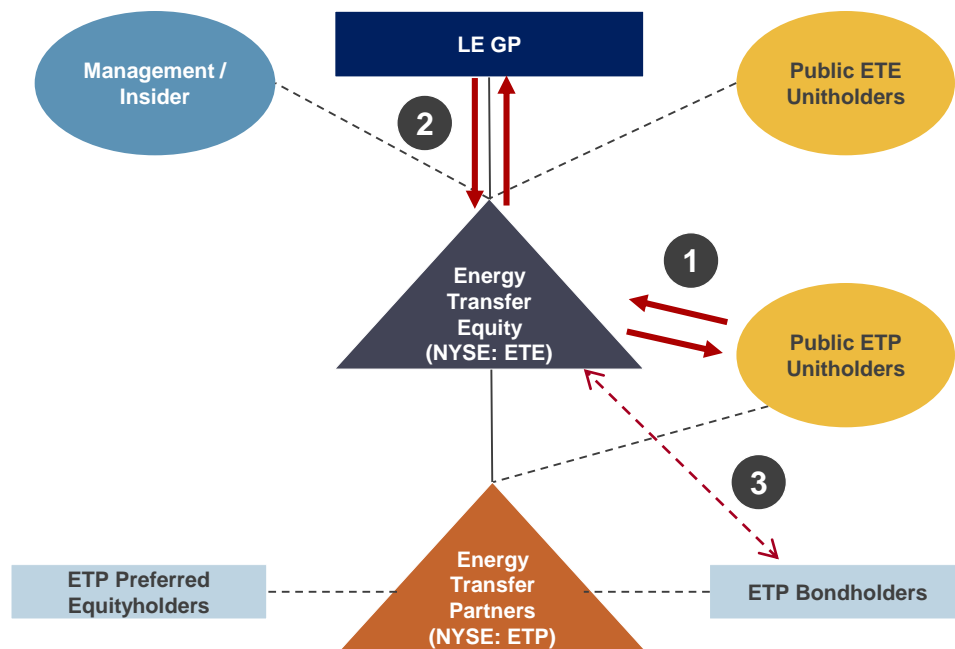 LE GP
Management /
Insider
Public ETE
Unitholders
2
Energy
Transfer
Equity
(NYSE: ETE)
1
Public ETP
Unitholders
3
Energy
Transfer
Partners
(NYSE: ETP)
ETP Preferred
Equityholders
ETP Bondholders